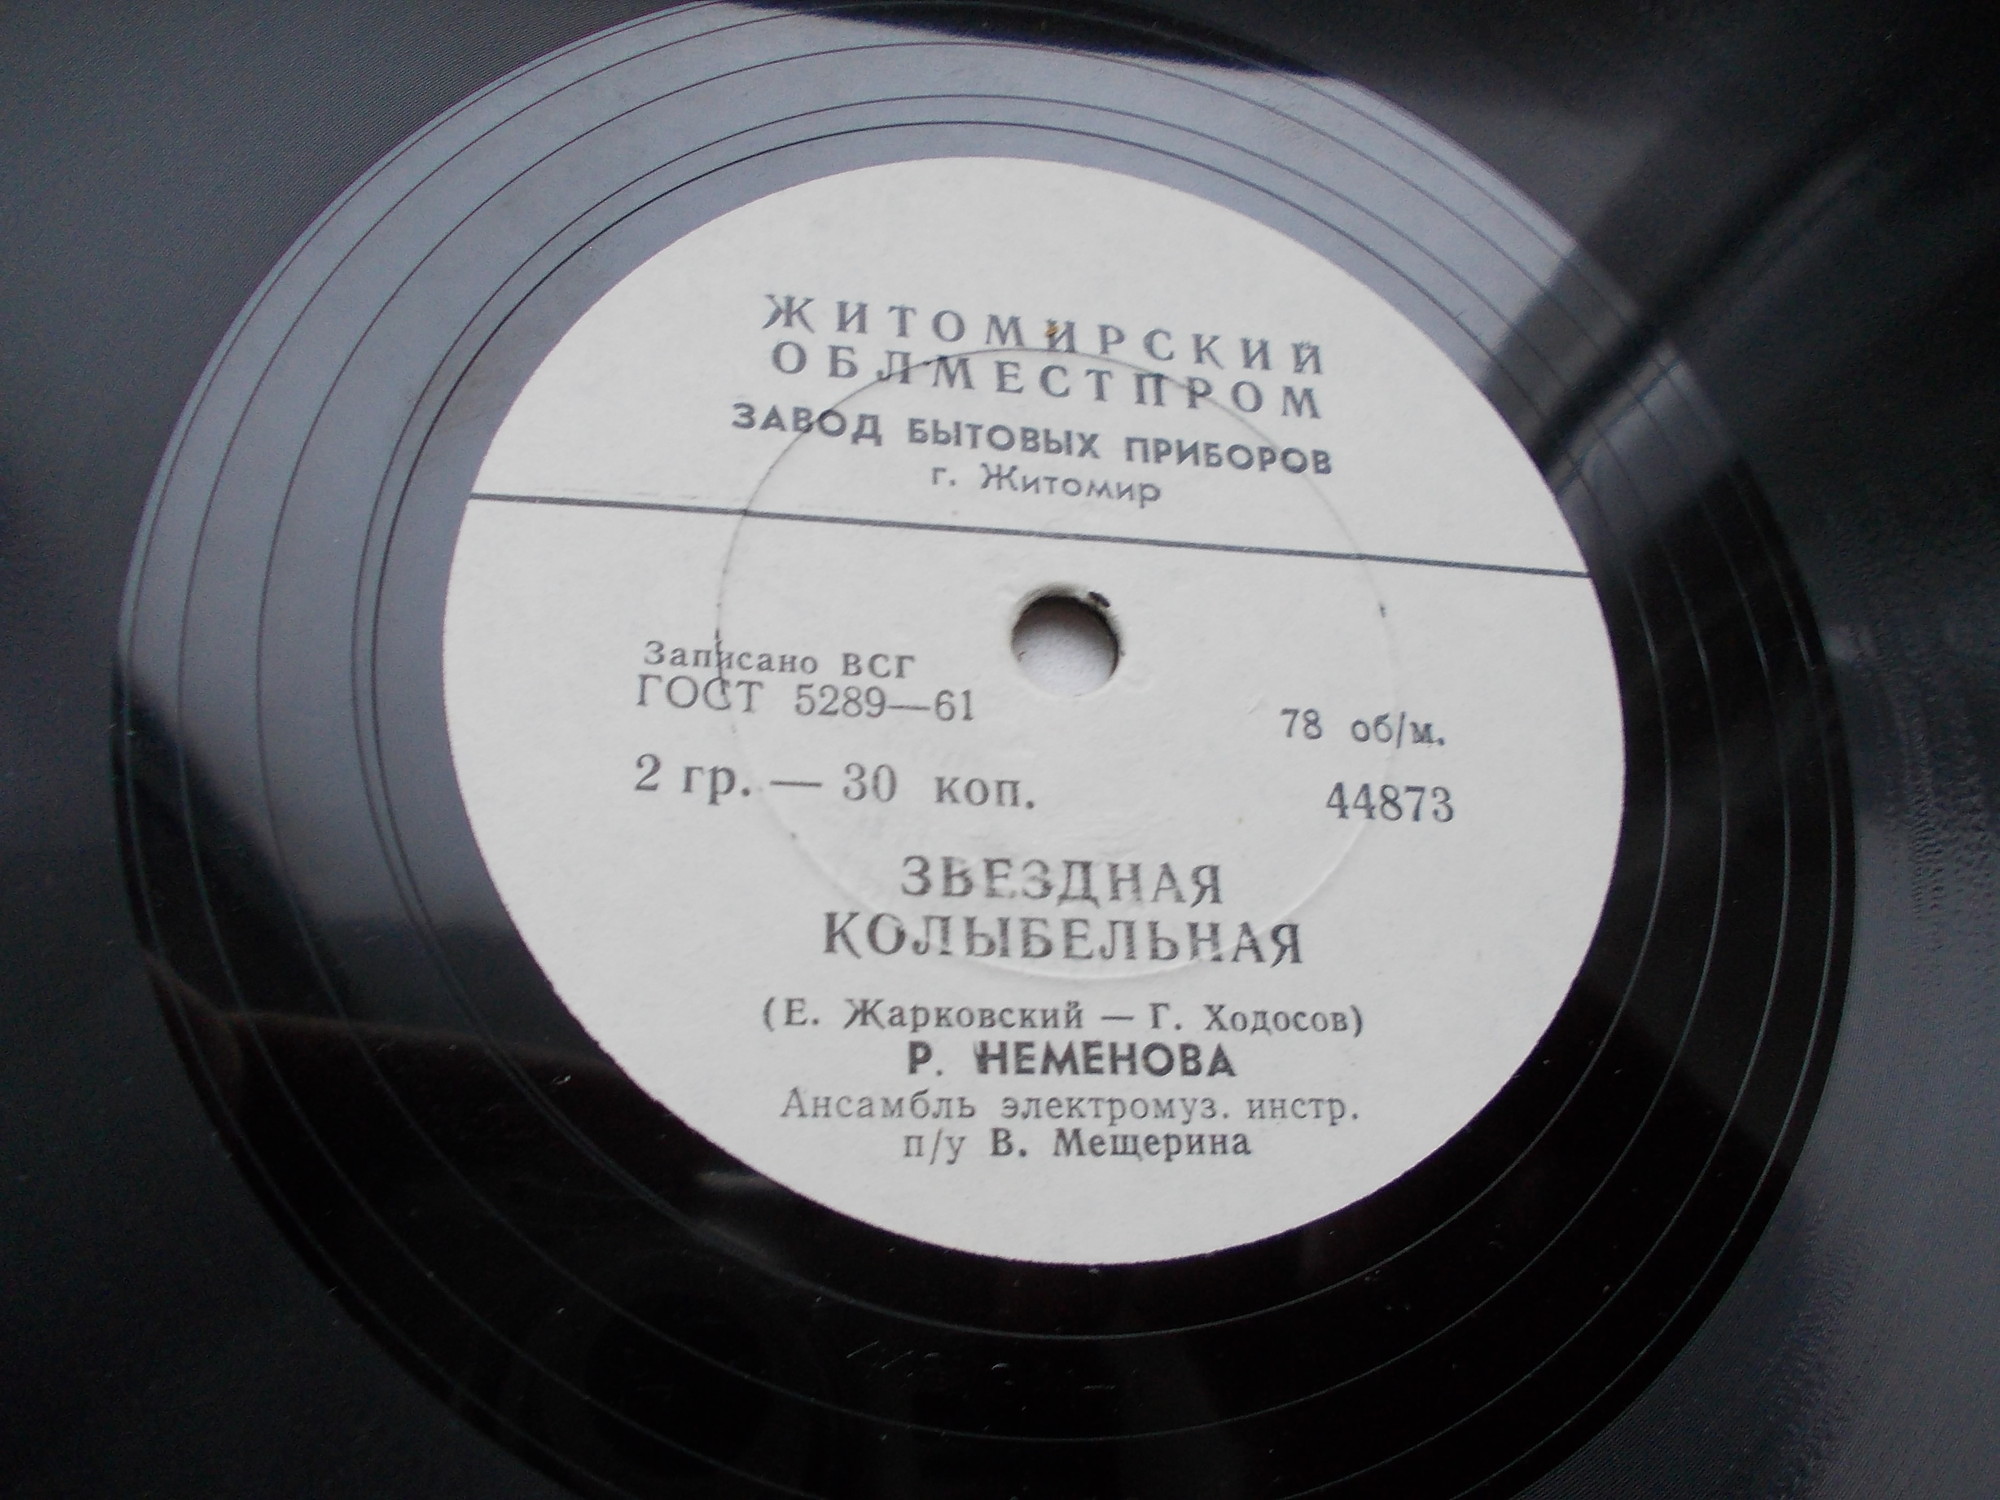 ЖИТОМИРСКИЙ
ОБЛМЕСТПРОМ
ЗАВОД БЫТОВЫХ ПРИБОРОВ
г. Житомир
Записано ВСГ
ГОСТ 5289—61
78 об/м.
2 гр. — 30 коп.
44873
ЗВЕЗДНАЯ
КОЛЫБЕЛЬНАЯ
(Е. Жарковский — Г. Ходосов)
Р. НЕМЕНОВА
Ансамбль электромуз. инстр.
п/у В. Мещерина